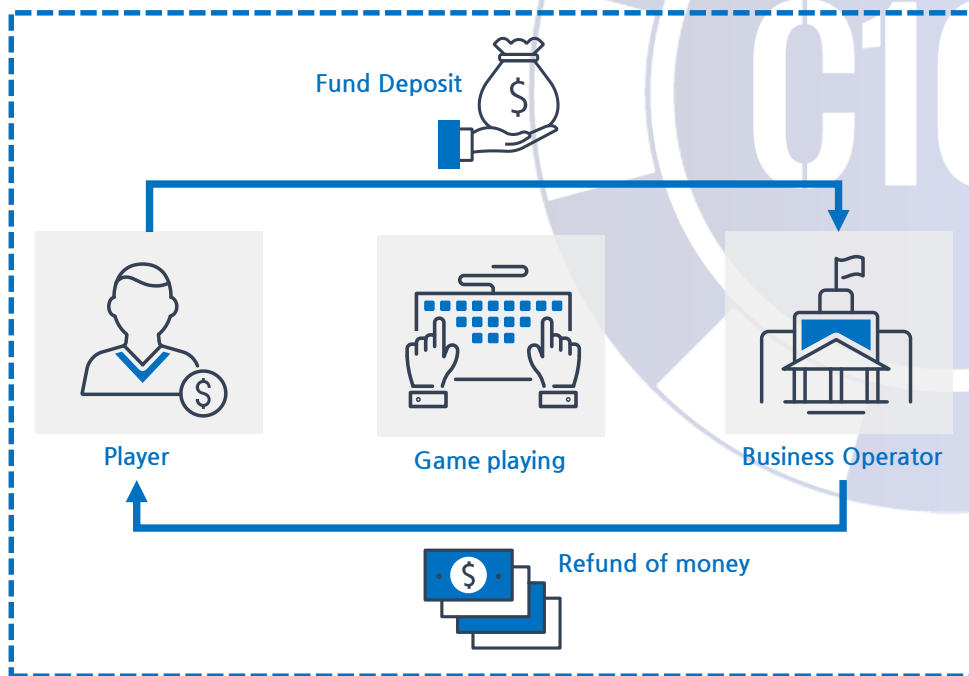 Fund Deposit
Player
Game playing
Business Operator
Refund of money